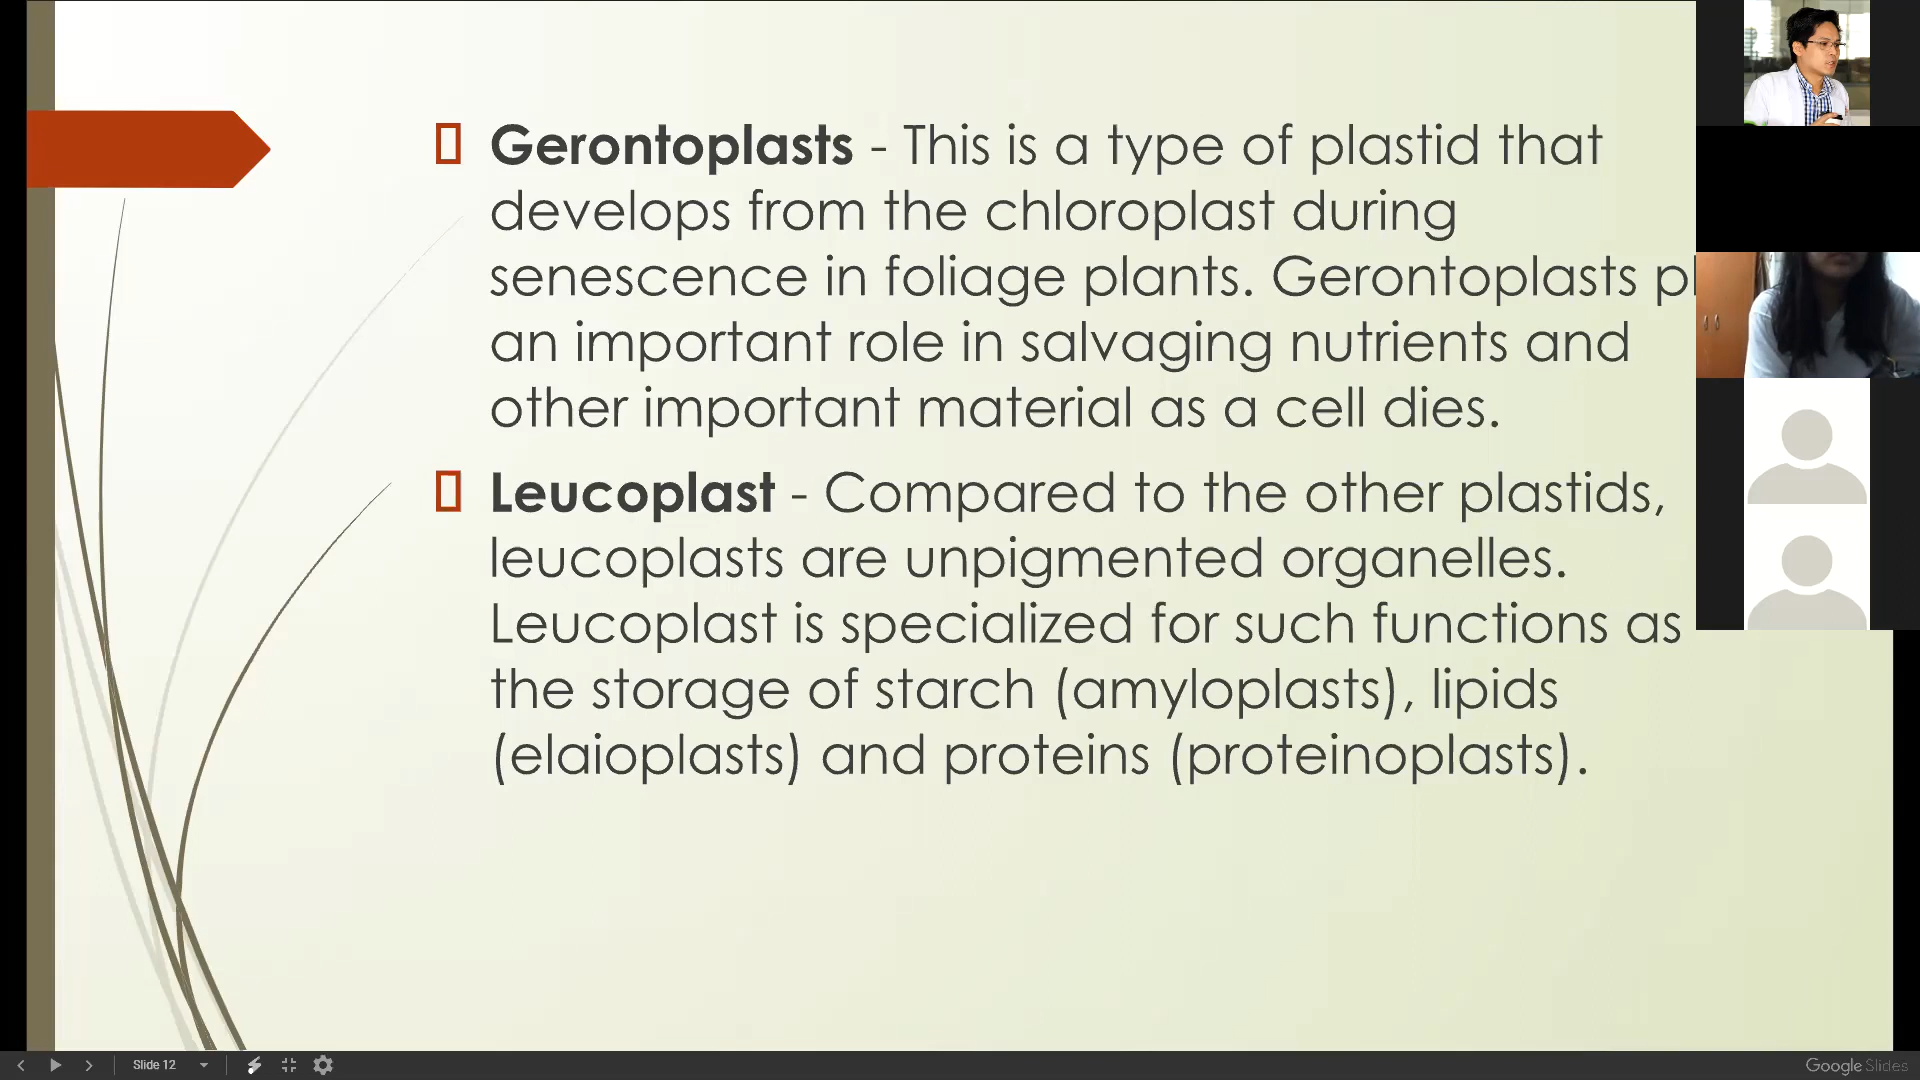 Gerontoplasts - This is a type of plastid that
develops from the chloroplast during
senescence in foliage plants. Gerontoplasts
an important role in salvaging nutrients and
other important material as a cell dies.
Leucoplast - Compared to the other plastids,
leucoplasts are unpigmented organelles.
Leucoplast is specialized for such functions as
the storage of starch (amyloplasts), lipids
(elaioplasts) and proteins (proteinoplasts).
Slide 12
Google Slides